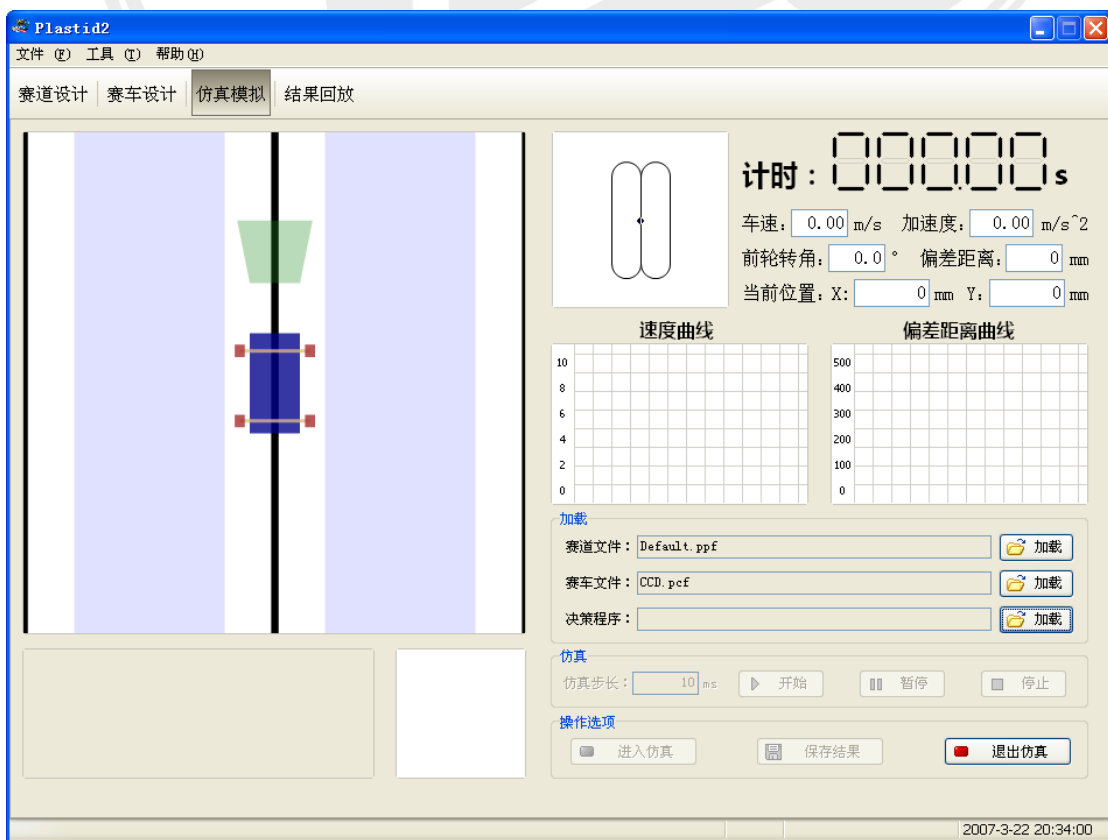 Plastid2
文件 (F) 工具 (T) 帮助(H)
赛道设计 赛车设计 仿真模拟 结果回放
计时：000.00s
车速: 0.00 m/s 加速度: 0.00 m/s^2
前轮转角: 0.0 ° 偏差距离: 0 mm
当前位置: X: 0 mm Y: 0 mm
速度曲线 偏差距离曲线
10 500
8 400
6 300
4 200
2 100
0 0
加载
赛道文件： Default.ppf 加载
赛车文件： CCD.pcf 加载
决策程序： 加载
仿真
仿真步长： 10 ms 开始 暂停 停止
操作选项
进入仿真 保存结果 退出仿真
2007-3-22 20:34:00